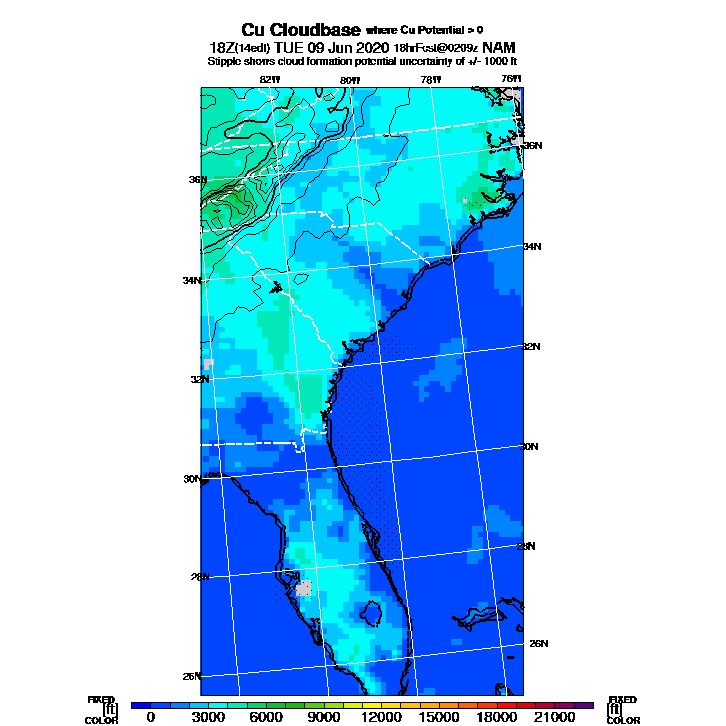 Cu Cloudbase where Cu Potential > 0
18Z(14edt) TUE 09 Jun 2020 18hrFcst@0209z NAM
Stipple shows cloud formation potential uncertainty of +/- 1000 ft
82W 80W 78W 76W
36N
36N
34N
34N
32N
32N
30N
30N
28N
28N
26N
26N
FIXED FIXED
[ft] [ft]
COLOR 0 3000 6000 9000 12000 15000 18000 21000 COLOR